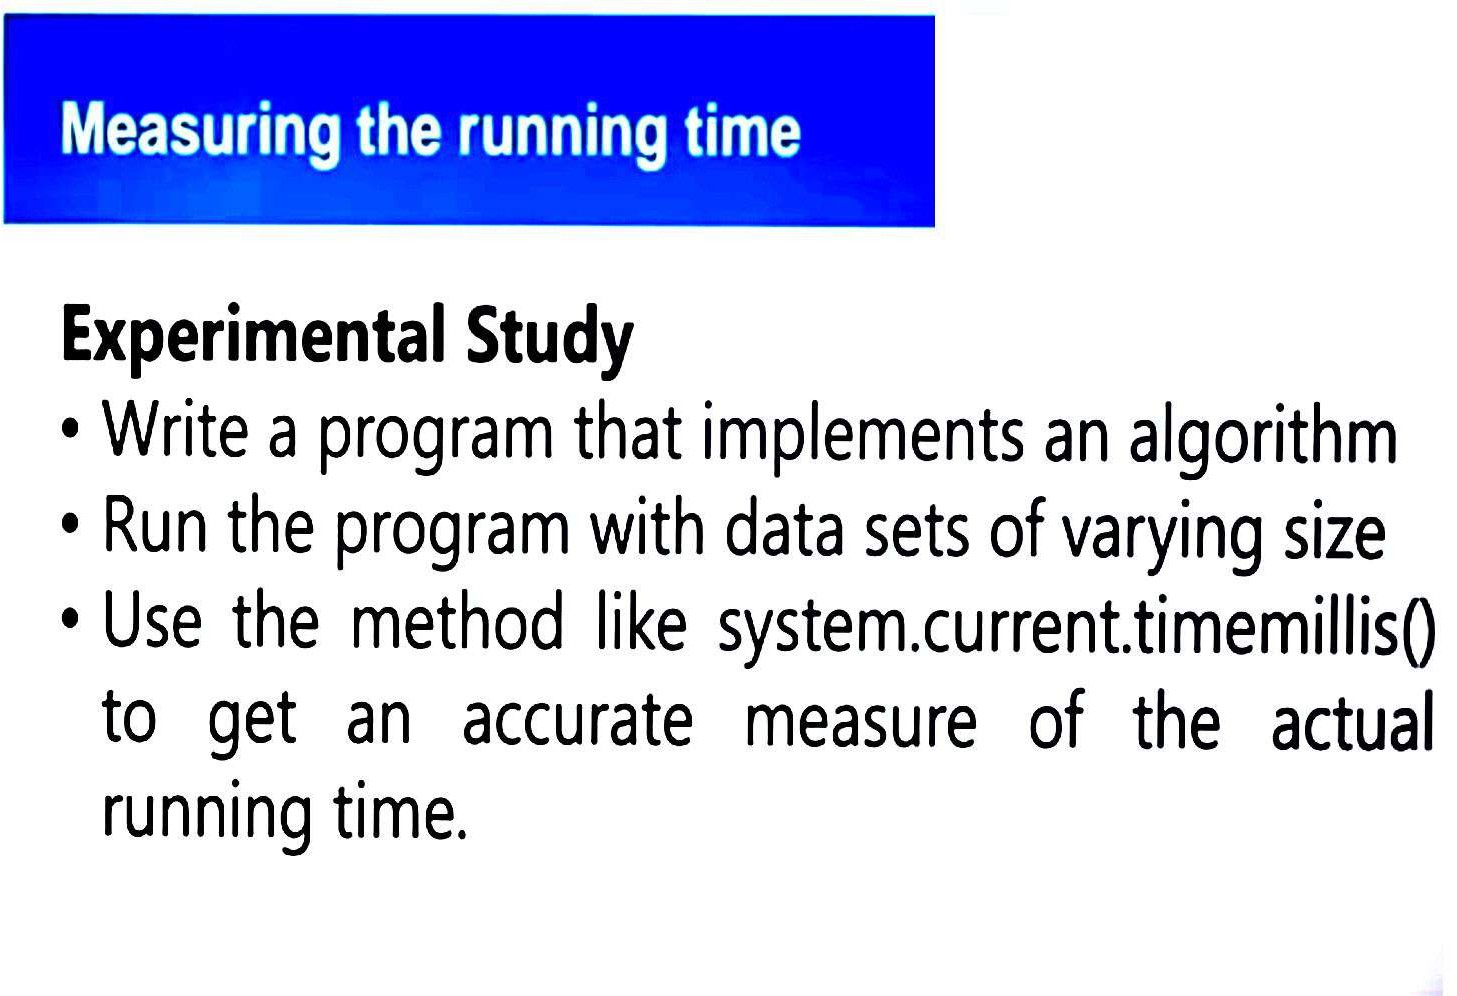 Measuring the running time
Experimental Study
• Write a program that implements an algorithm
• Run the program with data sets of varying size
• Use the method like system.current.timemillis()
to get an accurate measure of the actual
running time.